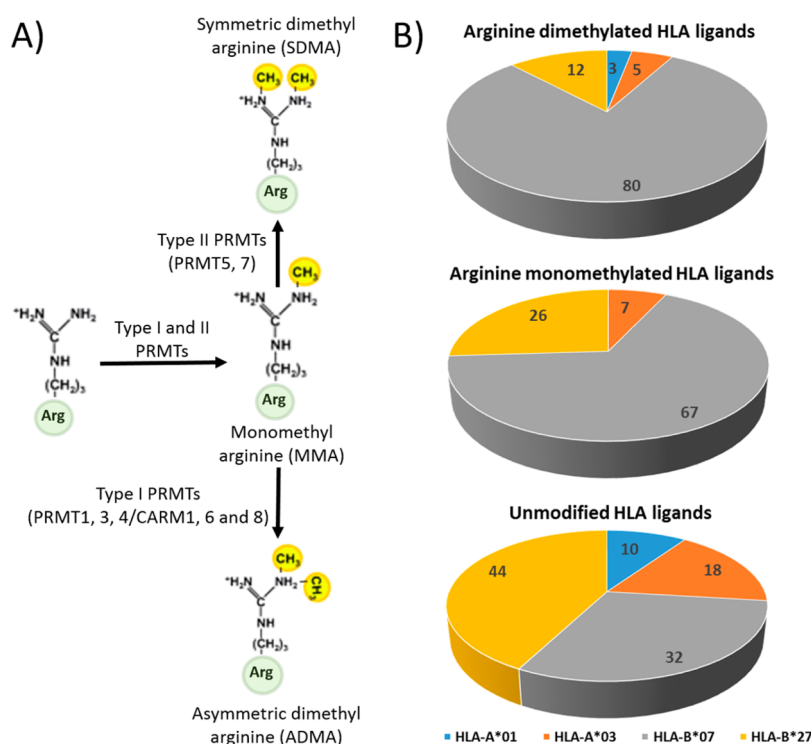 A)
Symmetric dimethyl
arginine (SDMA)
CH₃ CH₃
⁺HN NH₂
C
NH
(CH₂)₃
Arg
Type II PRMTs
(PRMT5, 7)
CH₃
⁺H₂N NH₂
C
NH
(CH₂)₃
Arg
Type I and II
PRMTs
⁺H₂N NH₂
C
NH
(CH₂)₃
Arg
Monomethyl
arginine (MMA)
Type I PRMTs
(PRMT1, 3, 4/CARM1, 6 and 8)
CH₃
⁺H₂N NH₂ CH₃
C
NH
(CH₂)₃
Arg
Asymmetric dimethyl
arginine (ADMA)
B)
Arginine dimethylated HLA ligands
12 3 5
80
Arginine monomethylated HLA ligands
26 7
67
Unmodified HLA ligands
10
44 18
32
HLA-A*01 HLA-A*03 HLA-B*07 HLA-B*27